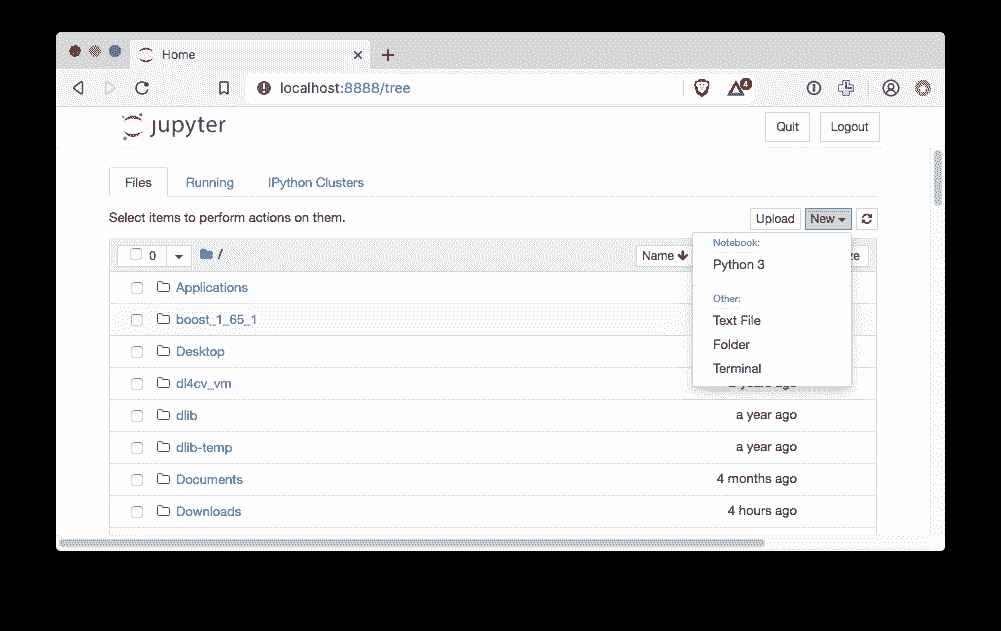 Home
localhost:8888/tree
4
jupyter
Quit Logout
Files Running IPython Clusters
Select items to perform actions on them.
Upload New
0 / Name
Notebook:
Python 3
Other:
Text File
Folder
Terminal
Applications
boost_1_65_1
Desktop
dl4cv_vm
dlib a year ago
dlib-temp a year ago
Documents 4 months ago
Downloads 4 hours ago